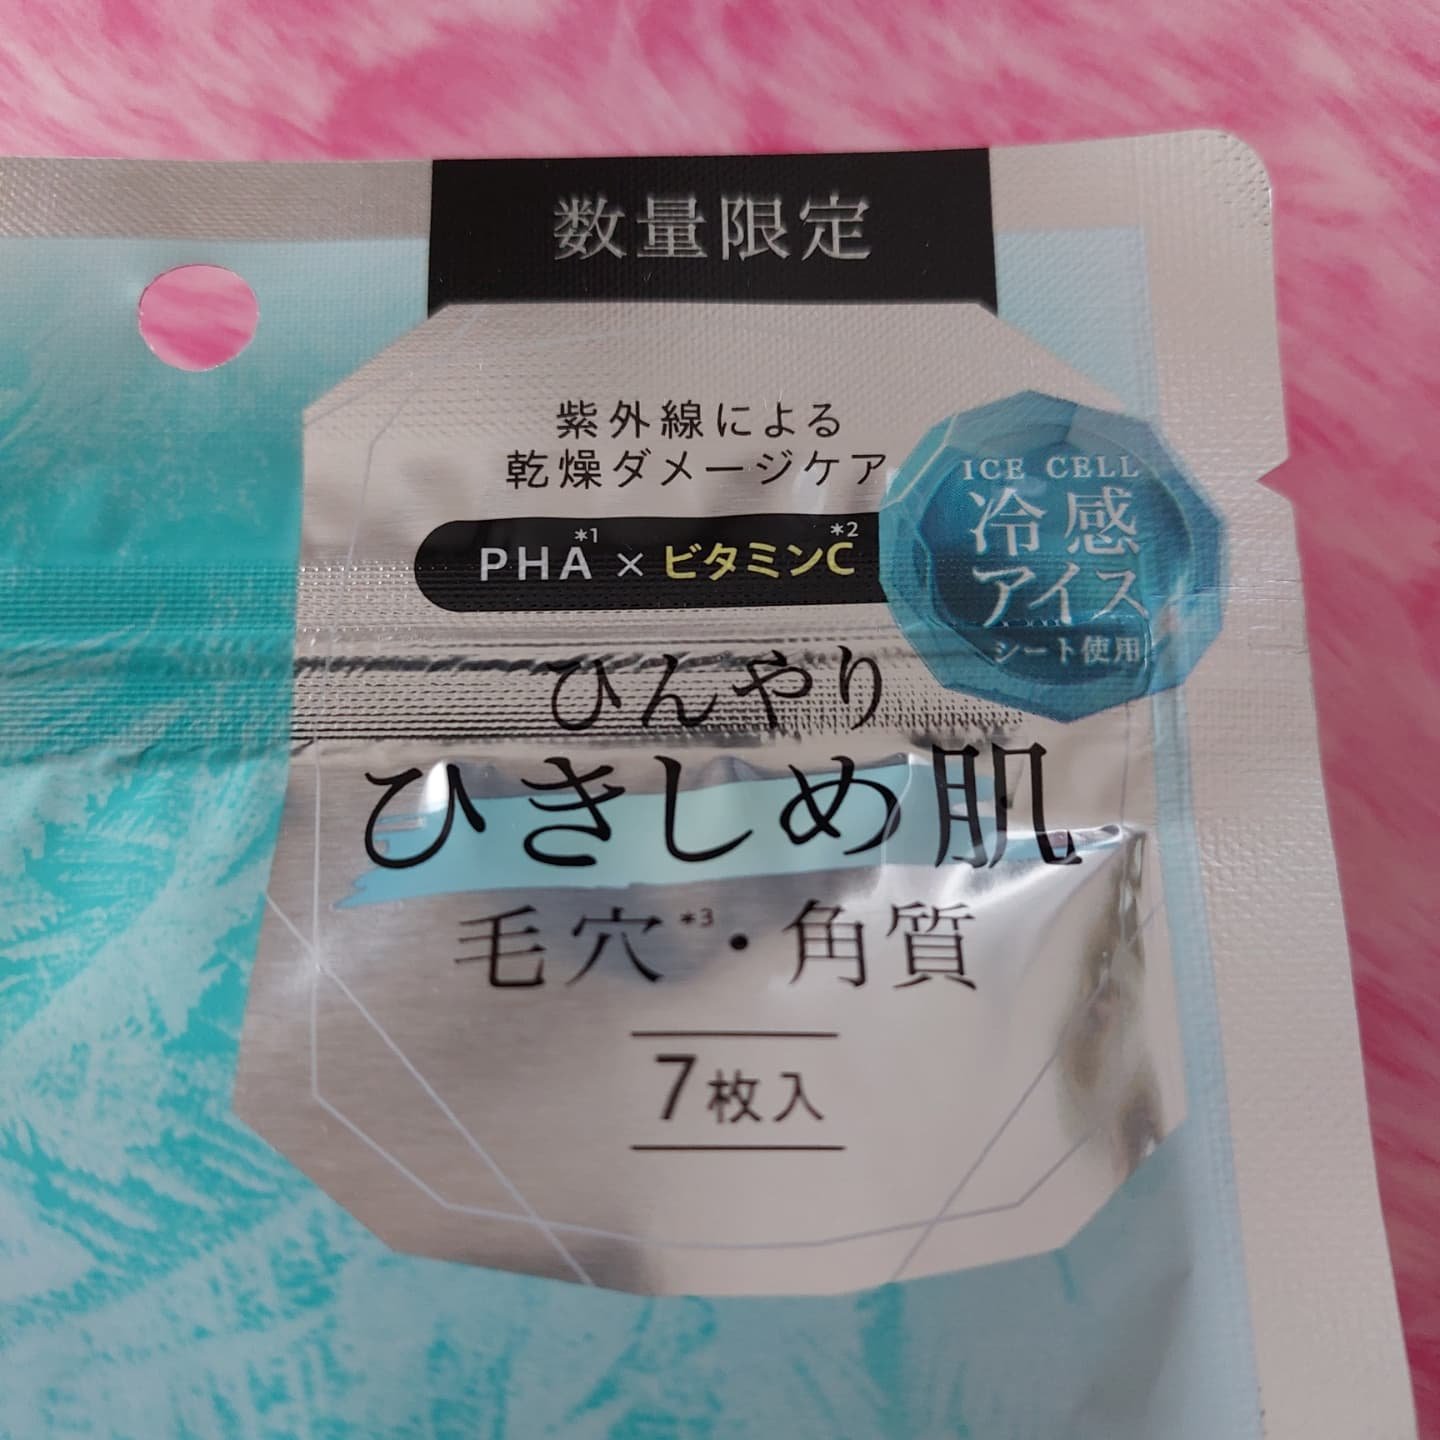 数量限定
紫外線による
乾燥ダメージケア
PHA*1 × ビタミンC*2
ICE CELL
冷感
アイス
シート使用
ひんやり
ひきしめ肌
毛穴*3・角質
7枚入